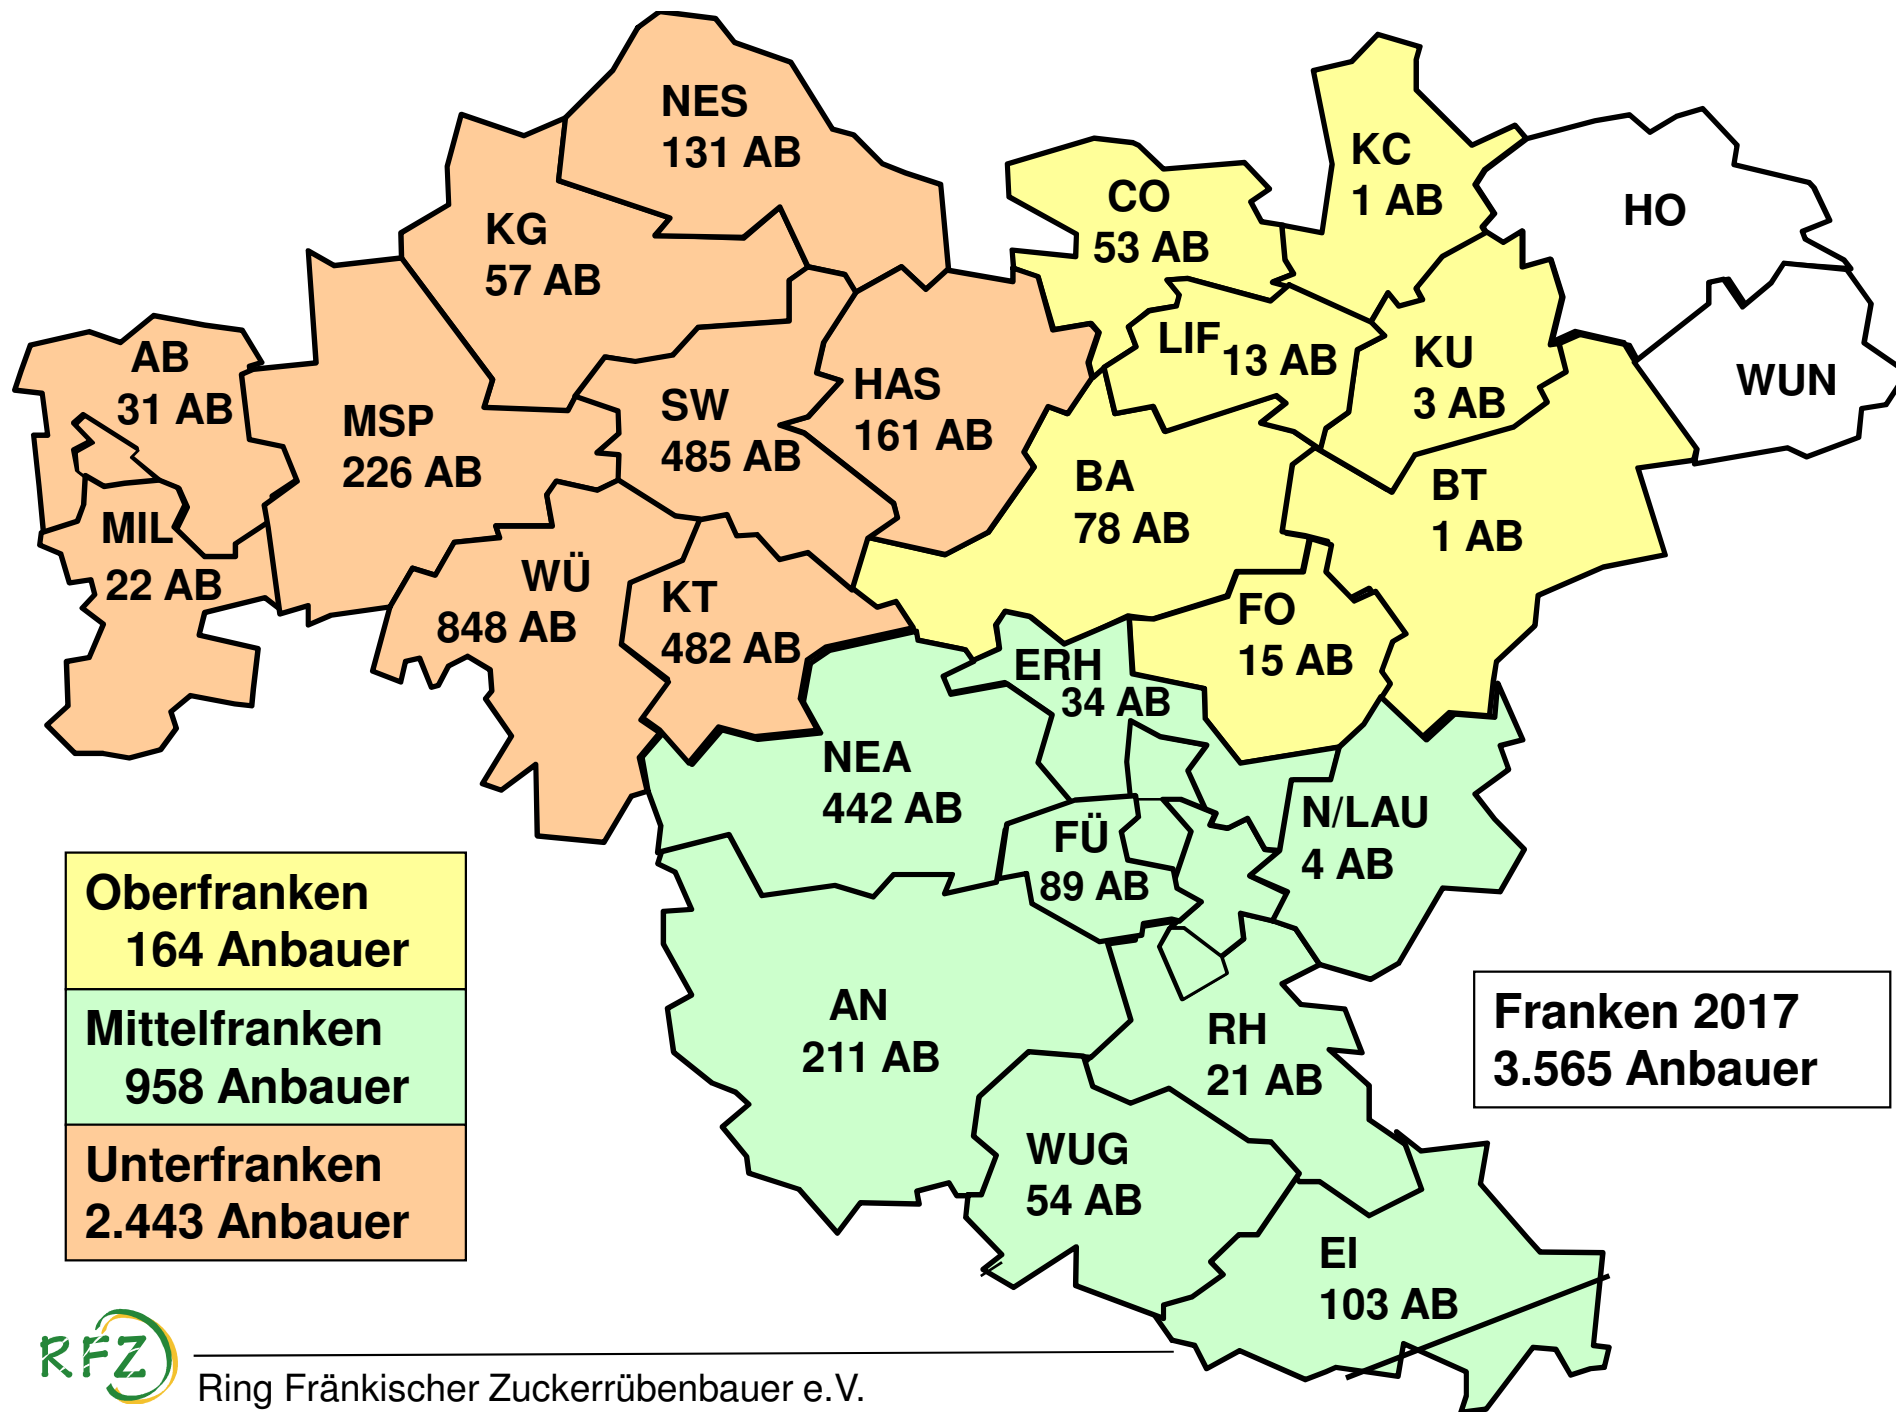 NES
131 AB
KC
1 AB
CO
53 AB
HO
KG
57 AB
LIF 13 AB
KU
3 AB
WUN
AB
31 AB
MSP
226 AB
SW
485 AB
HAS
161 AB
BA
78 AB
BT
1 AB
MIL
22 AB
WÜ
848 AB
KT
482 AB
FO
15 AB
ERH
34 AB
NEA
442 AB
FÜ
89 AB
N/LAU
4 AB
Oberfranken
164 Anbauer
Mittelfranken
958 Anbauer
Unterfranken
2.443 Anbauer
AN
211 AB
RH
21 AB
Franken 2017
3.565 Anbauer
WUG
54 AB
EI
103 AB
RFZ
Ring Fränkischer Zuckerrübenbauer e.V.